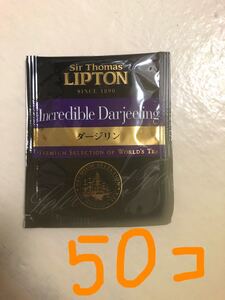 Sir Thomas
LIPTON
SINCE 1890
Incredible Darjeeling
ダージリン
PREMIUM SELECTION OF WORLD'S TEA
50コ